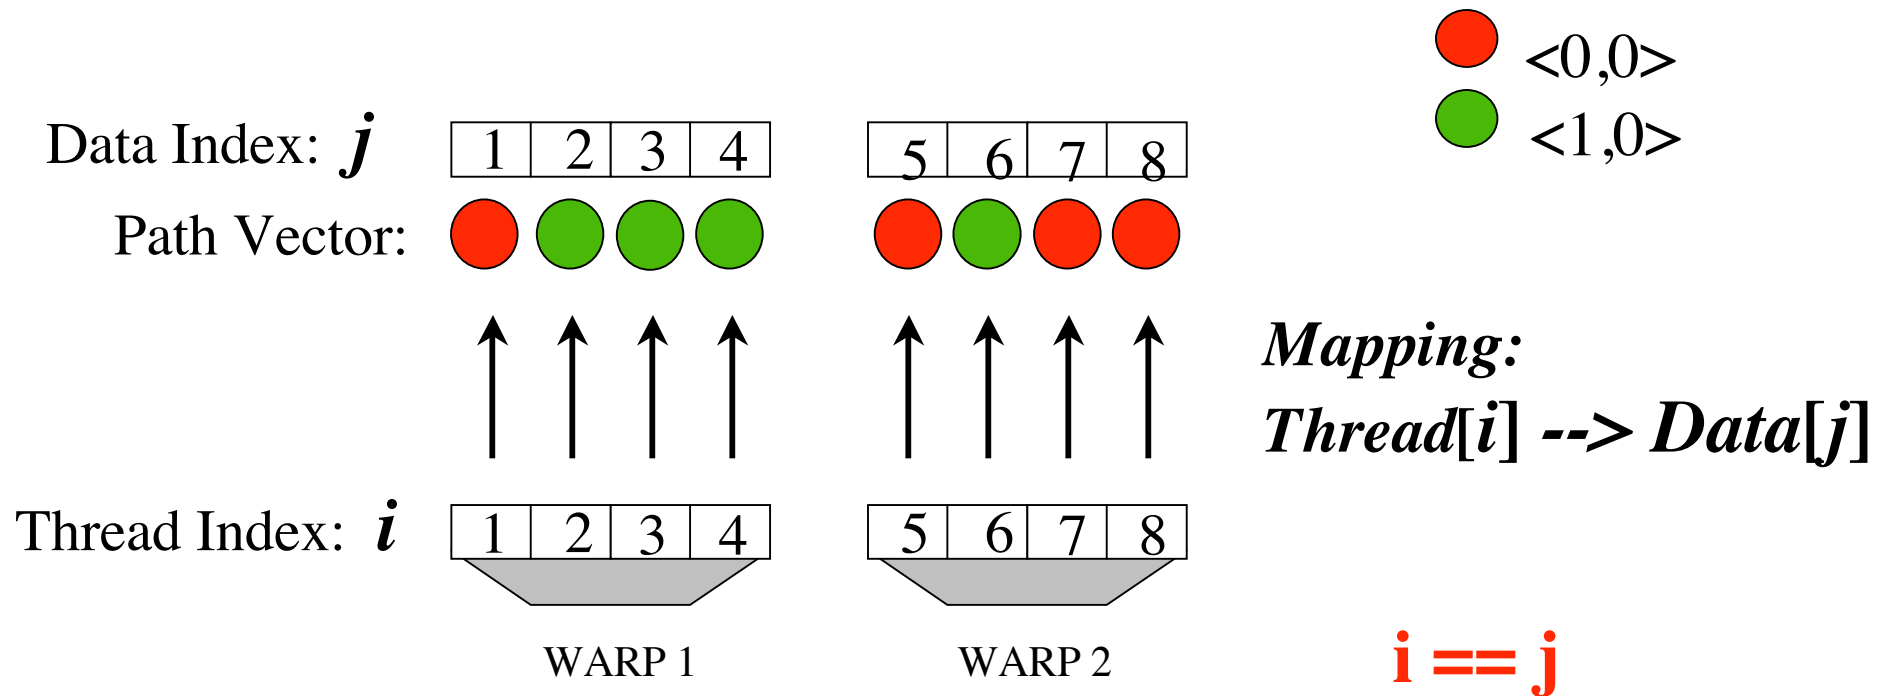 <0,0>
<1,0>
Data Index: j
1 2 3 4 5 6 7 8
Path Vector:
Mapping:
Thread[i] --> Data[j]
Thread Index: i
1 2 3 4 5 6 7 8
WARP 1
WARP 2
i == j